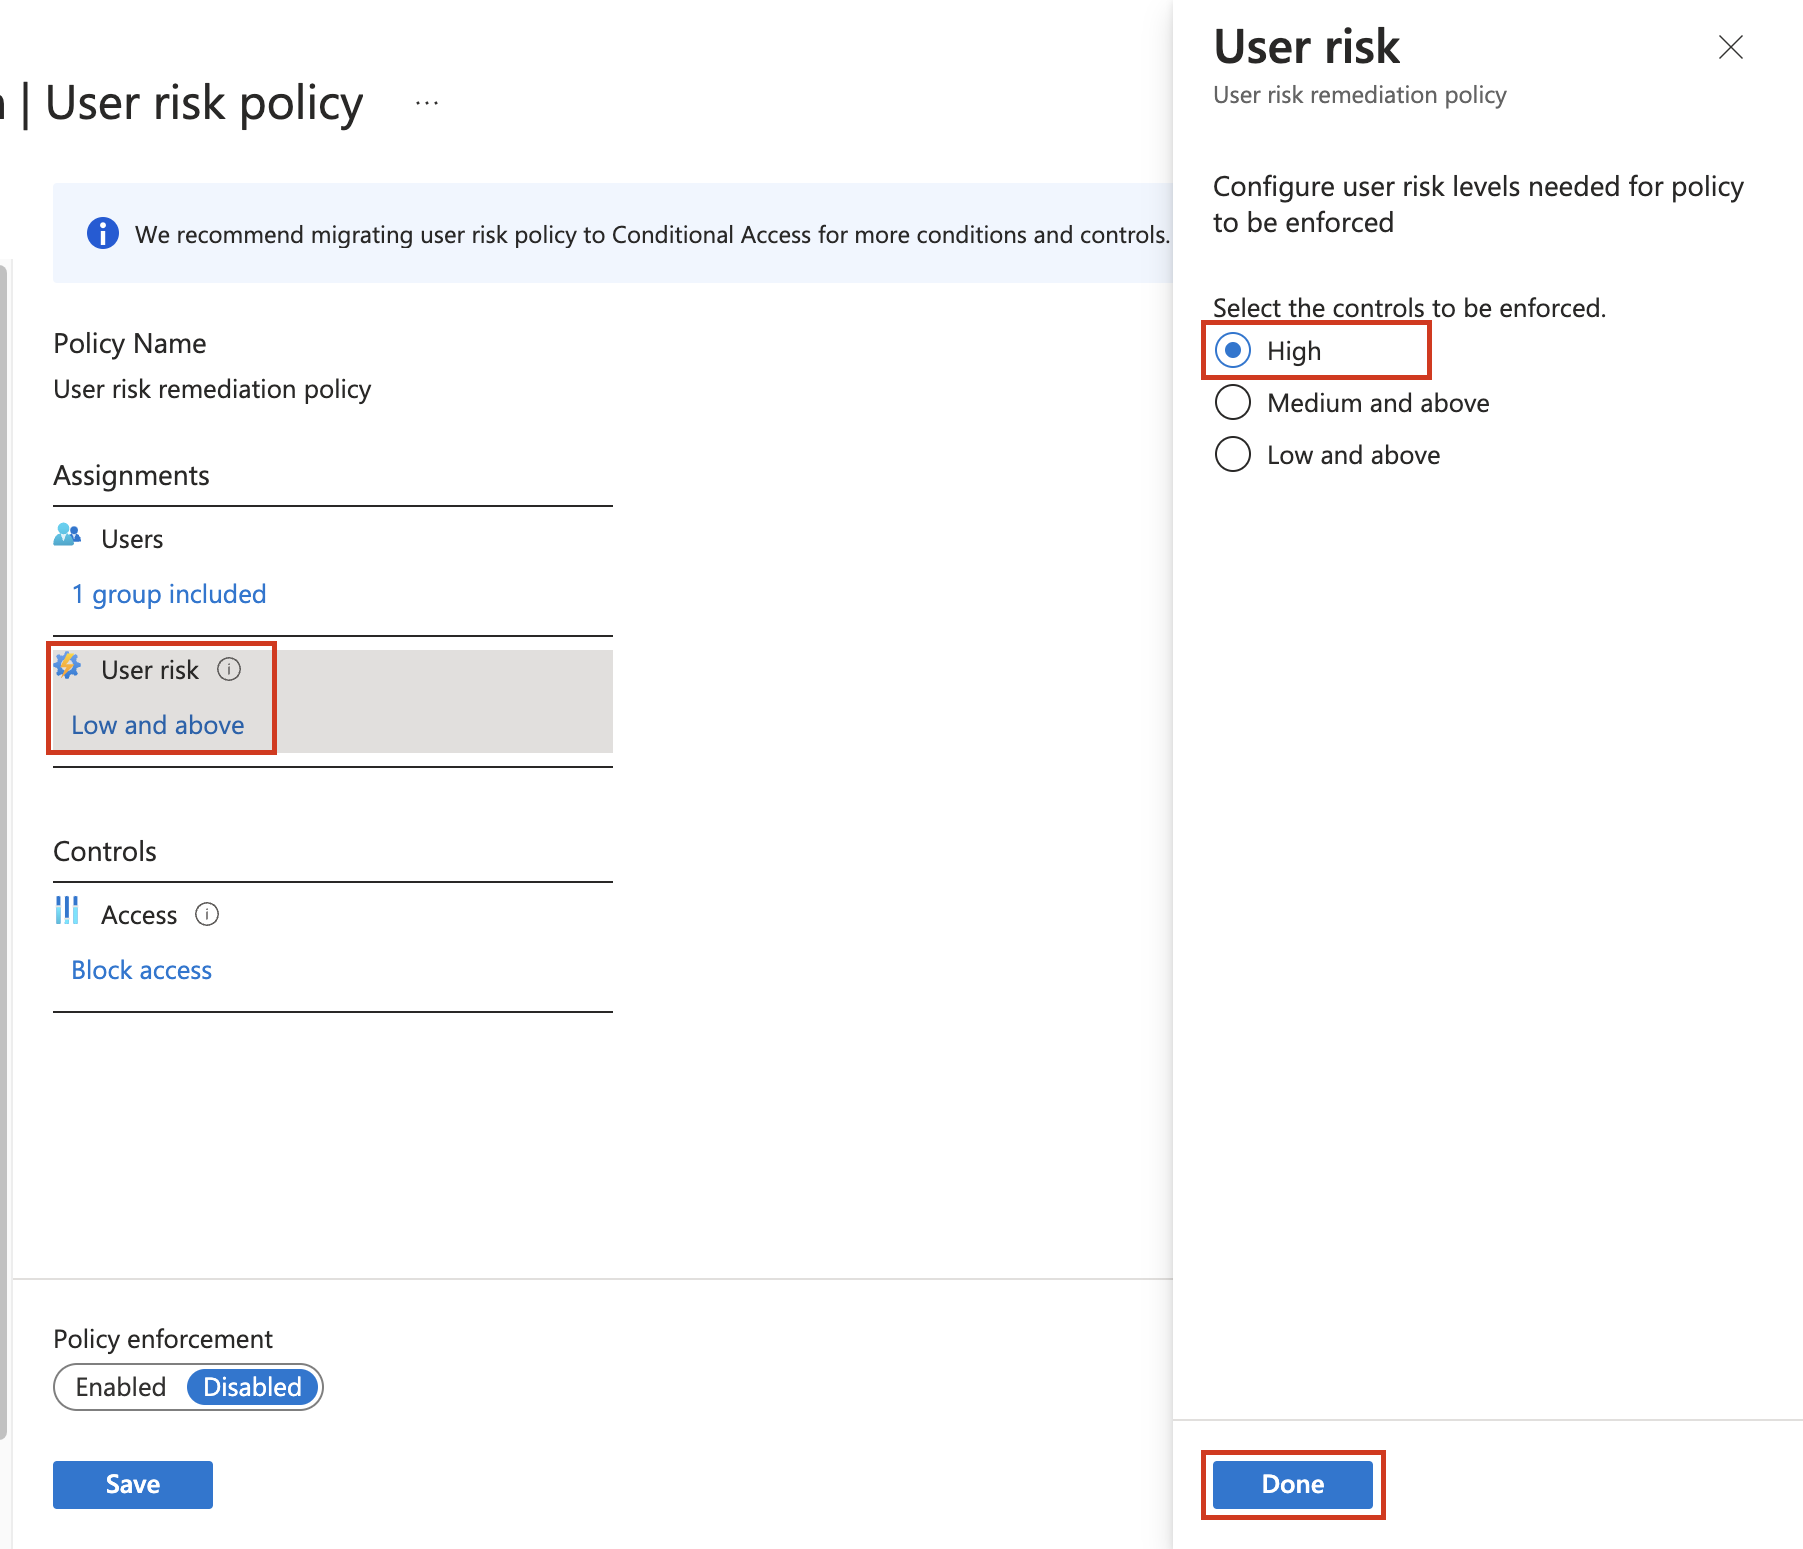 | User risk policy ...
We recommend migrating user risk policy to Conditional Access for more conditions and controls.
Policy Name
User risk remediation policy
Assignments
Users
1 group included
User risk
Low and above
Controls
Access
Block access
Policy enforcement
Enabled Disabled
Save
User risk
User risk remediation policy
Configure user risk levels needed for policy
to be enforced
Select the controls to be enforced.
High
Medium and above
Low and above
Done